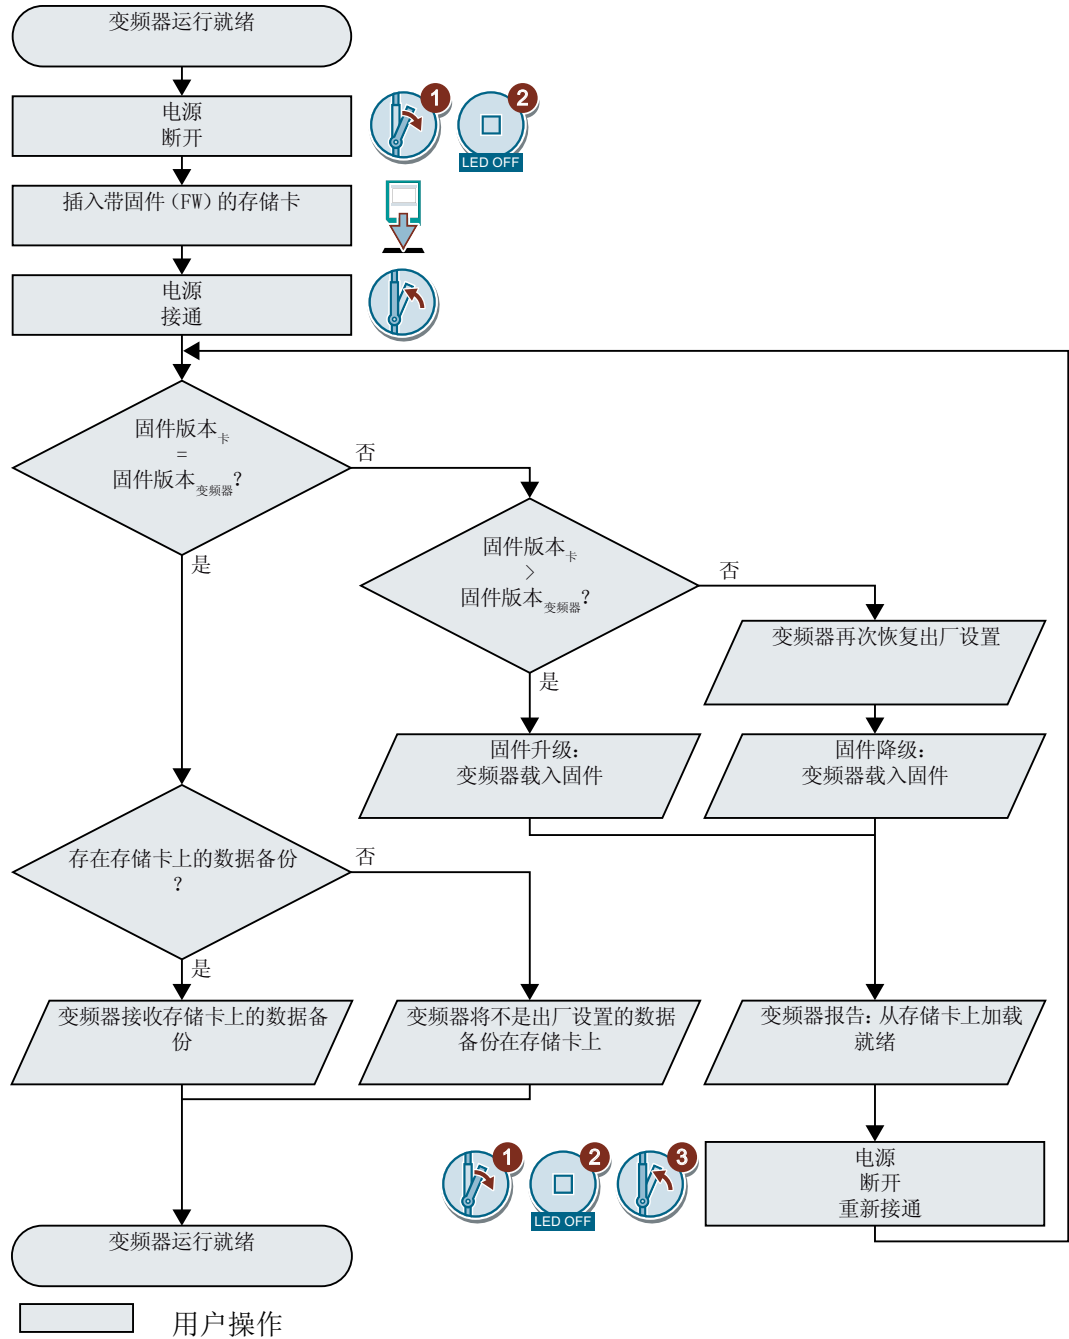 变频器运行就绪
电源
断开
1
2
LED OFF
插入带固件(FW)的存储卡
电源
接通
固件版本卡
=
固件版本变频器?
否
是
固件版本卡
>
固件版本变频器?
否
是
变频器再次恢复出厂设置
固件升级:
变频器载入固件
固件降级:
变频器载入固件
存在存储卡上的数据备份
?
否
是
变频器接收存储卡上的数据备
份
变频器将不是出厂设置的数据
备份在存储卡上
变频器报告:从存储卡上加载
就绪
1
2
3
LED OFF
电源
断开
重新接通
变频器运行就绪
用户操作